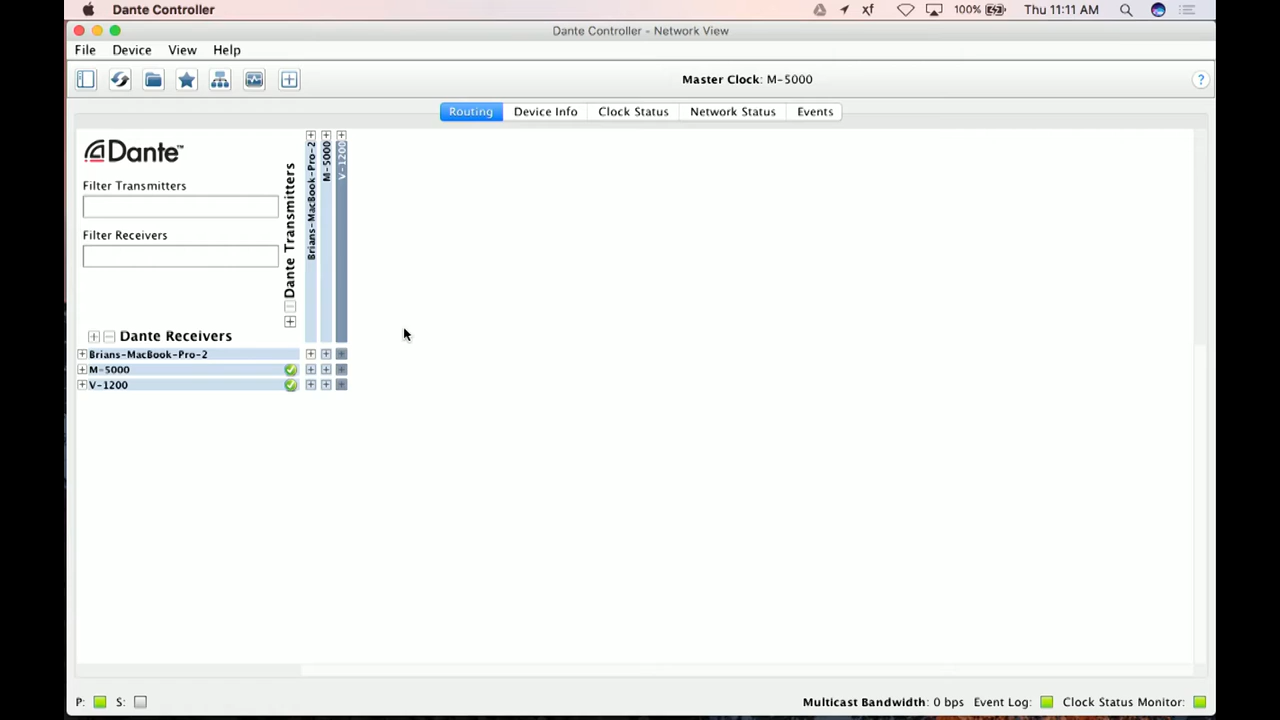 Dante Controller
xf
100%
Thu 11:11 AM
Dante Controller - Network View
File Device View Help
Master Clock: M-5000
?
Routing Device Info Clock Status Network Status Events
Dante™
Filter Transmitters
Filter Receivers
Dante Transmitters
Brians-MacBook-Pro-2
M-5000
V-1200
Dante Receivers
Brians-MacBook-Pro-2
M-5000
V-1200
P: S:
Multicast Bandwidth: 0 bps Event Log: Clock Status Monitor: